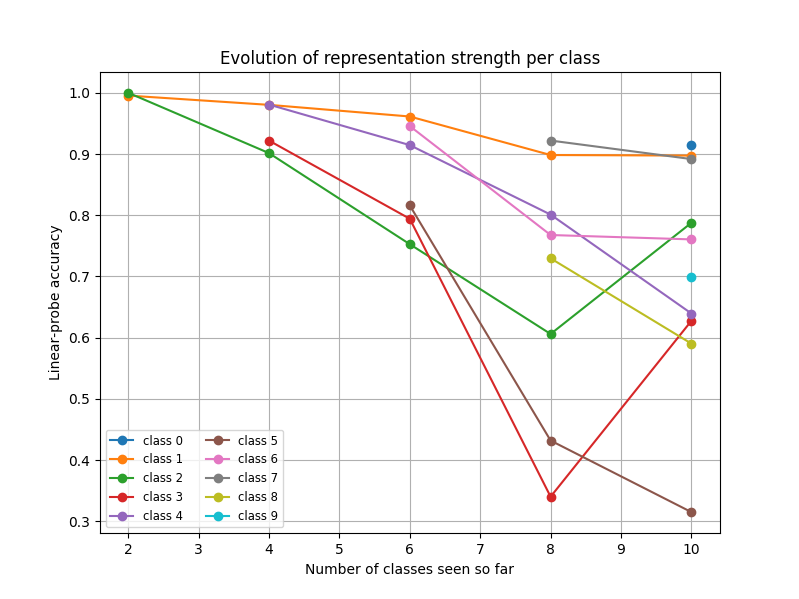 Evolution of representation strength per class
Linear-probe accuracy
1.0
0.9
0.8
0.7
0.6
0.5
0.4
0.3
class 0
class 1
class 2
class 3
class 4
class 5
class 6
class 7
class 8
class 9
2 3 4 5 6 7 8 9 10
Number of classes seen so far